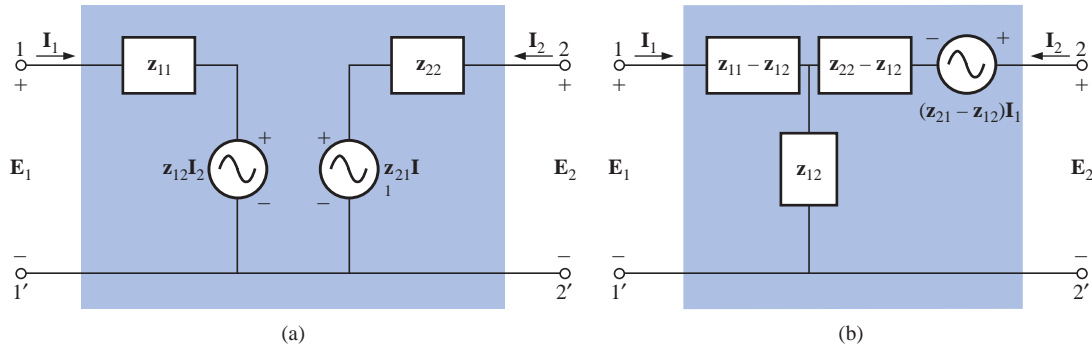 1
I1
+
z11
z22
I2
2
+
E1
z12I2
+
−
+
−
z21I
1
E2
−
1′
−
2′
(a)
1
I1
+
z11 − z12
z22 − z12
−
+
(z21 − z12)I1
I2
2
+
E1
z12
E2
−
1′
−
2′
(b)